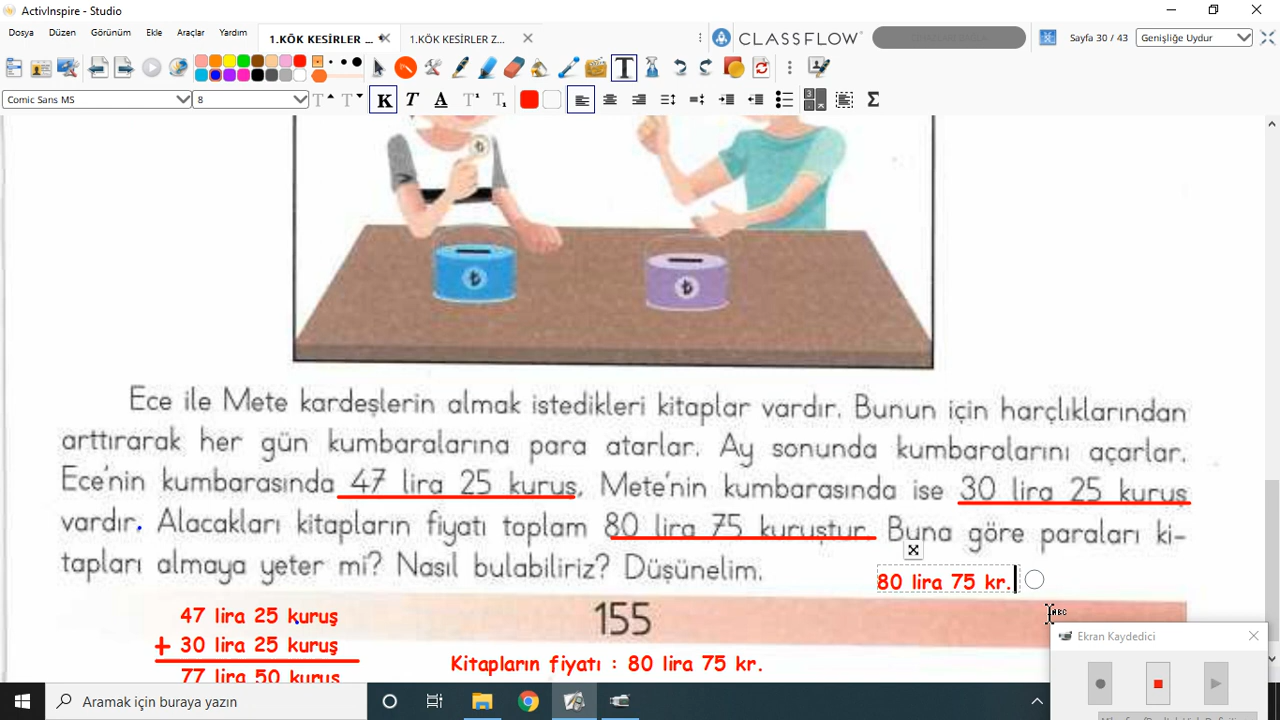 ActivInspire - Studio
Dosya Düzen Görünüm Ekle Araçlar Yardım
1.KÖK KESİRLER ... 1.KÖK KESİRLER Z...
CLASSFLOW
Sayfa 30 / 43 Genişliğe Uydur
Comic Sans MS 8 K T A
Ece ile Mete kardeşlerin almak istedikleri kitaplar vardır. Bunun için harçlıklarından
arttırarak her gün kumbaralarına para atarlar. Ay sonunda kumbaralarını açarlar.
Ece'nin kumbarasında 47 lira 25 kuruş, Mete'nin kumbarasında ise 30 lira 25 kuruş
vardır. Alacakları kitapların fiyatı toplam 80 lira 75 kuruştur. Buna göre paraları ki-
tapları almaya yeter mi? Nasıl bulabiliriz? Düşünelim.
80 lira 75 kr.
155
47 lira 25 kuruş
+ 30 lira 25 kuruş
77 lira 50 kuruş
Kitapların fiyatı : 80 lira 75 kr.
Ekran Kaydedici
Aramak için buraya yazın